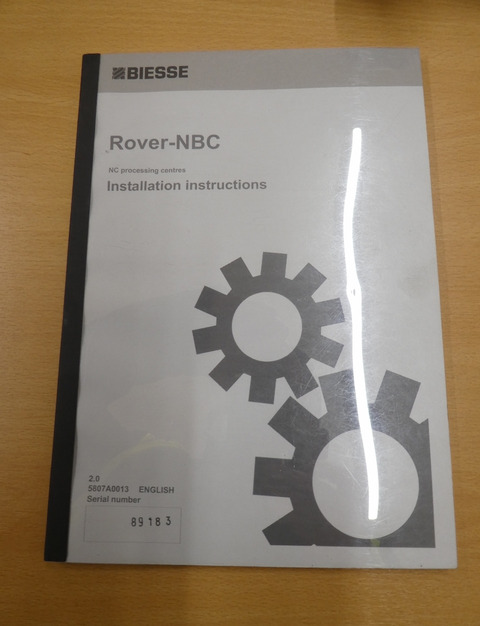 BIESSE
Rover-NBC
NC processing centres
Installation instructions
2.0
5807A0013 ENGLISH
Serial number
89183